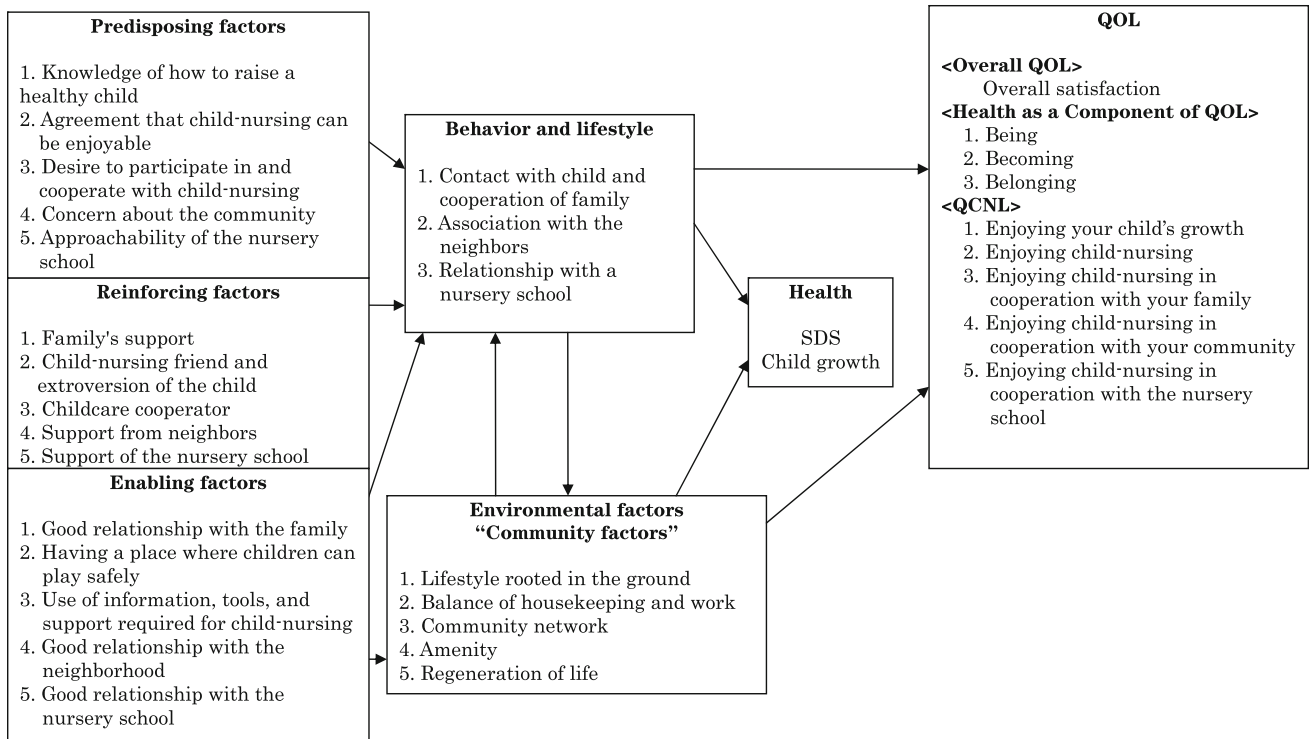 Predisposing factors
1. Knowledge of how to raise a
healthy child
2. Agreement that child-nursing can
be enjoyable
3. Desire to participate in and
cooperate with child-nursing
4. Concern about the community
5. Approachability of the nursery
school
Reinforcing factors
1. Family's support
2. Child-nursing friend and
extroversion of the child
3. Childcare cooperator
4. Support from neighbors
5. Support of the nursery school
Enabling factors
1. Good relationship with the family
2. Having a place where children can
play safely
3. Use of information, tools, and
support required for child-nursing
4. Good relationship with the
neighborhood
5. Good relationship with the
nursery school
Behavior and lifestyle
1. Contact with child and
cooperation of family
2. Association with the
neighbors
3. Relationship with a
nursery school
Environmental factors
“Community factors”
1. Lifestyle rooted in the ground
2. Balance of housekeeping and work
3. Community network
4. Amenity
5. Regeneration of life
Health
SDS
Child growth
QOL
<Overall QOL>
Overall satisfaction
<Health as a Component of QOL>
1. Being
2. Becoming
3. Belonging
<QCNL>
1. Enjoying your child’s growth
2. Enjoying child-nursing
3. Enjoying child-nursing in
cooperation with your family
4. Enjoying child-nursing in
cooperation with your community
5. Enjoying child-nursing in
cooperation with the nursery
school